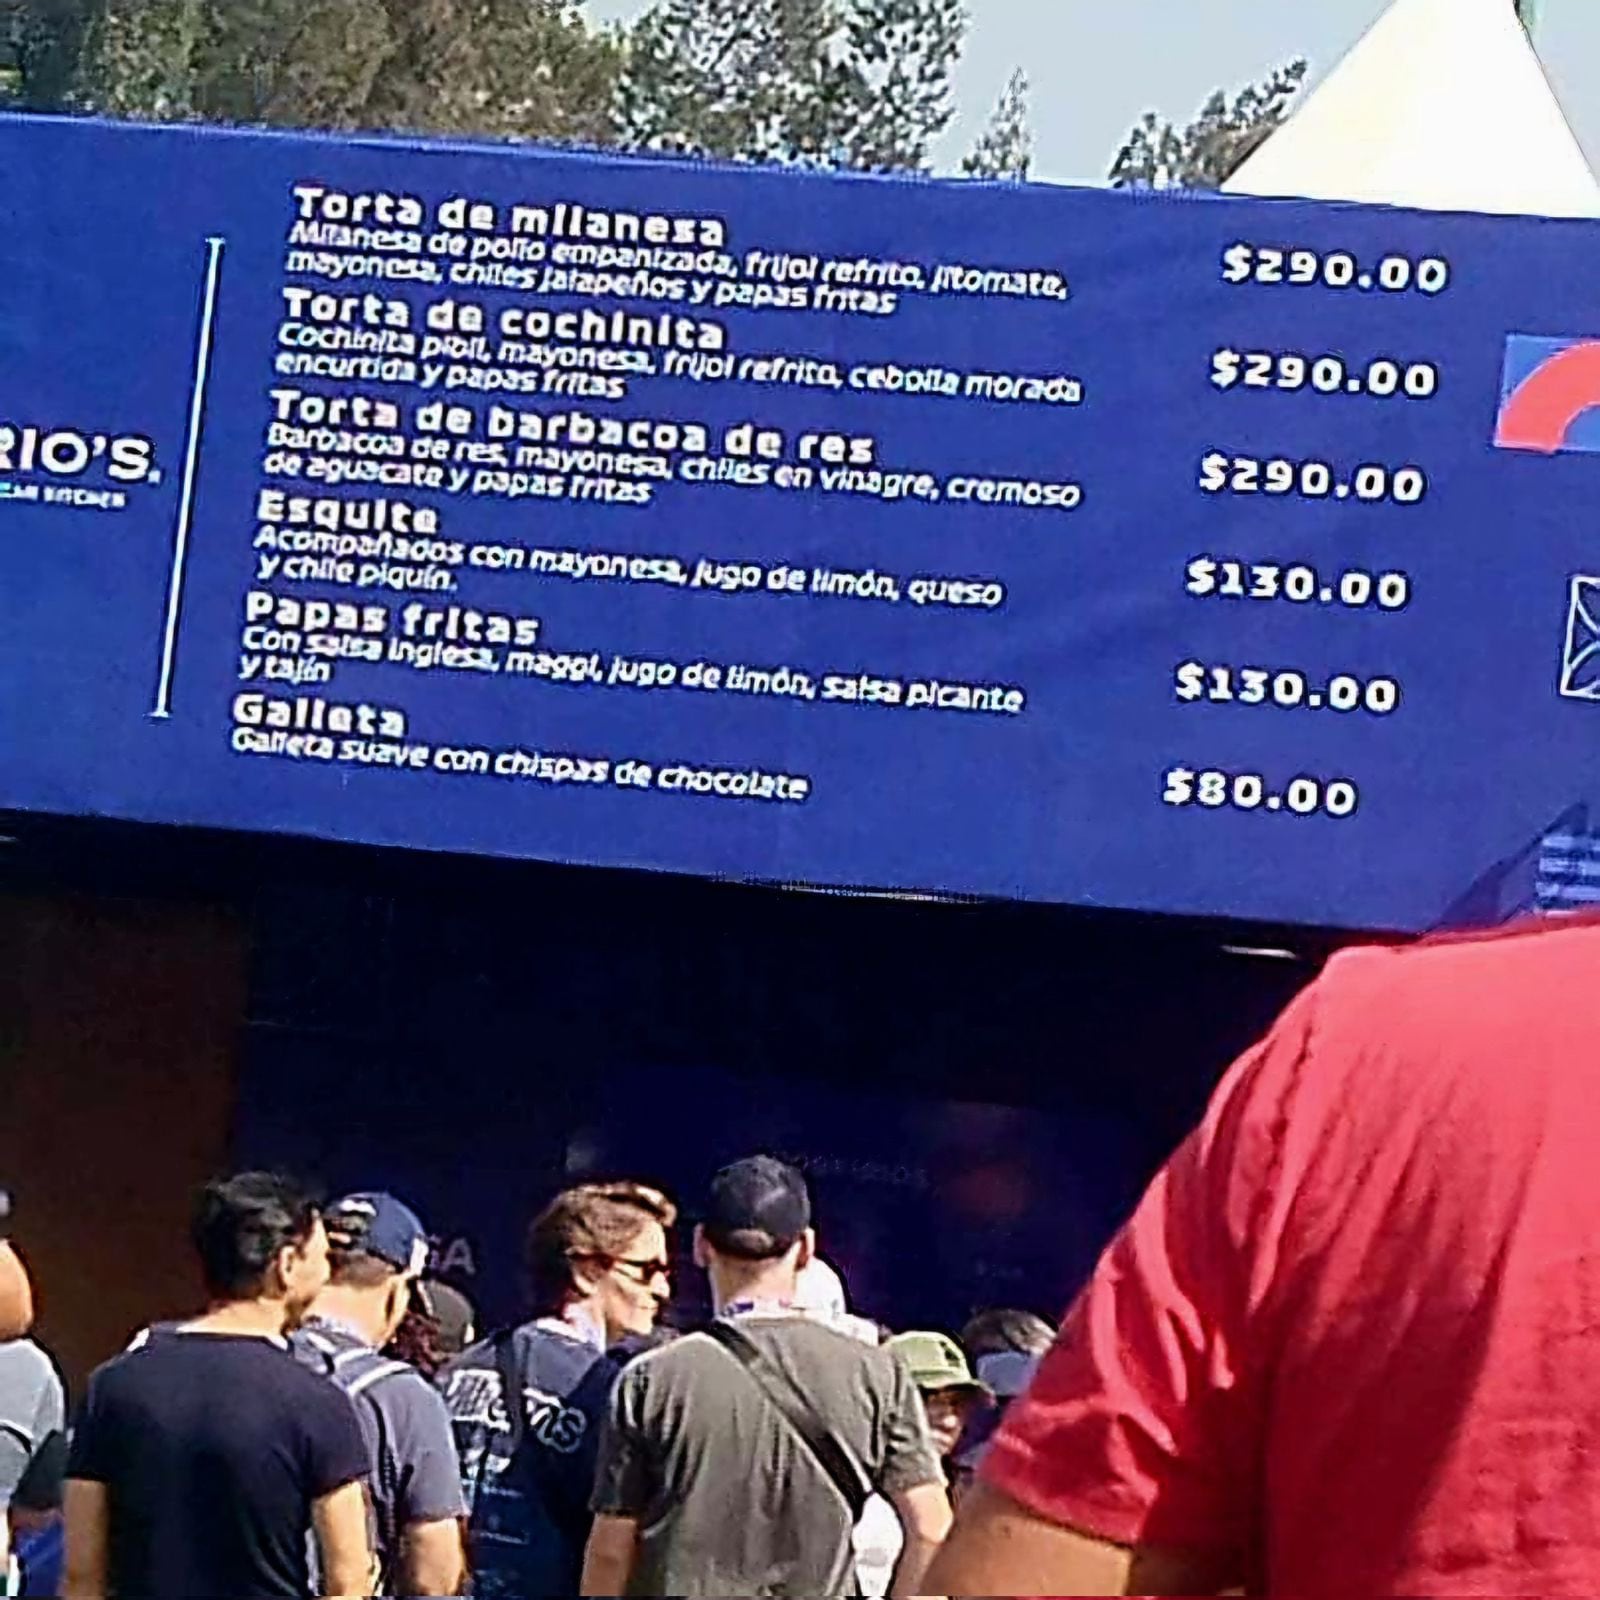 RIO'S.
Torta de milanesa
Milanesa de pollo empanizada, frijol refrito, jitomate,
mayonesa, chiles jalapeños y papas fritas
$290.00
Torta de cochinita
Cochinita pibil, mayonesa, frijol refrito, cebolla morada
encurtida y papas fritas
$290.00
Torta de barbacoa de res
Barbacoa de res, mayonesa, chiles en vinagre, cremoso
de aguacate y papas fritas
$290.00
Esquite
Acompañados con mayonesa, jugo de limón, queso
y chile piquín.
$130.00
Papas fritas
Con salsa inglesa, maggi, jugo de limón, salsa picante
y tajín
$130.00
Galleta
Galleta suave con chispas de chocolate
$80.00